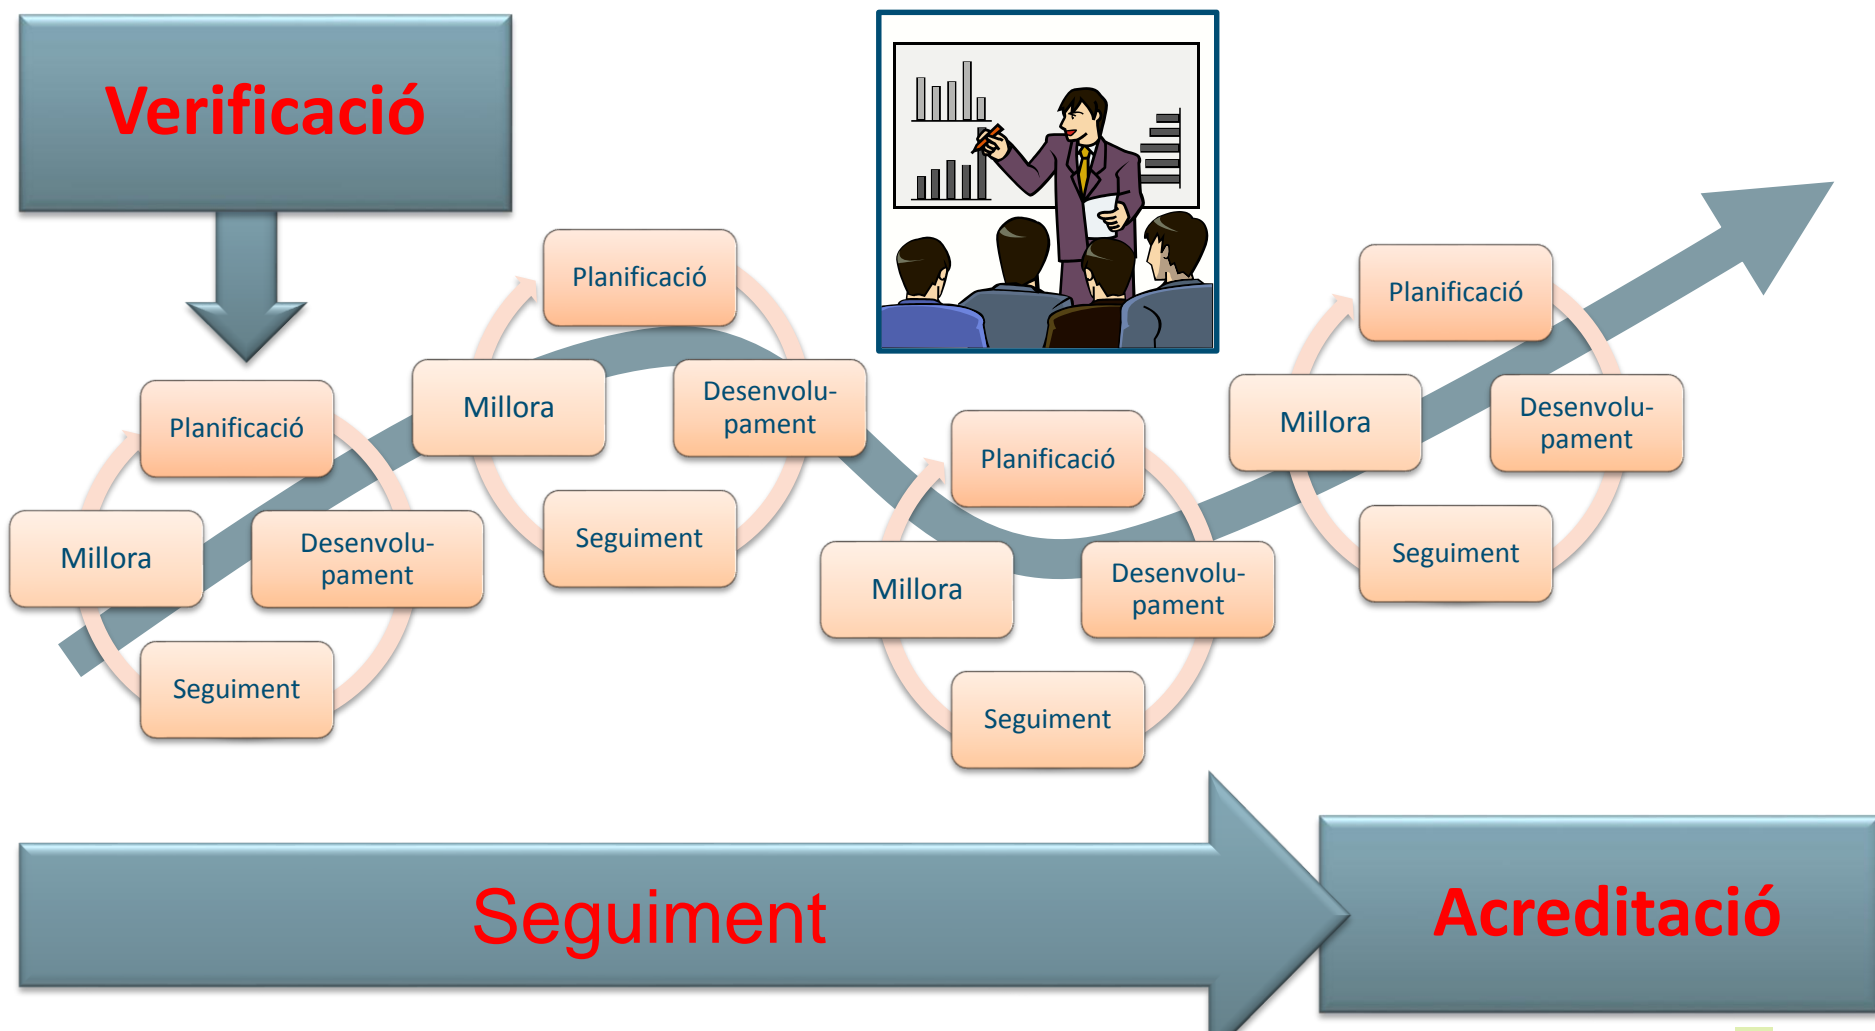 Verificació
Planificació
Desenvolu-
pament
Seguiment
Millora
Planificació
Desenvolu-
pament
Seguiment
Millora
Planificació
Desenvolu-
pament
Seguiment
Millora
Planificació
Desenvolu-
pament
Seguiment
Millora
Seguiment
Acreditació